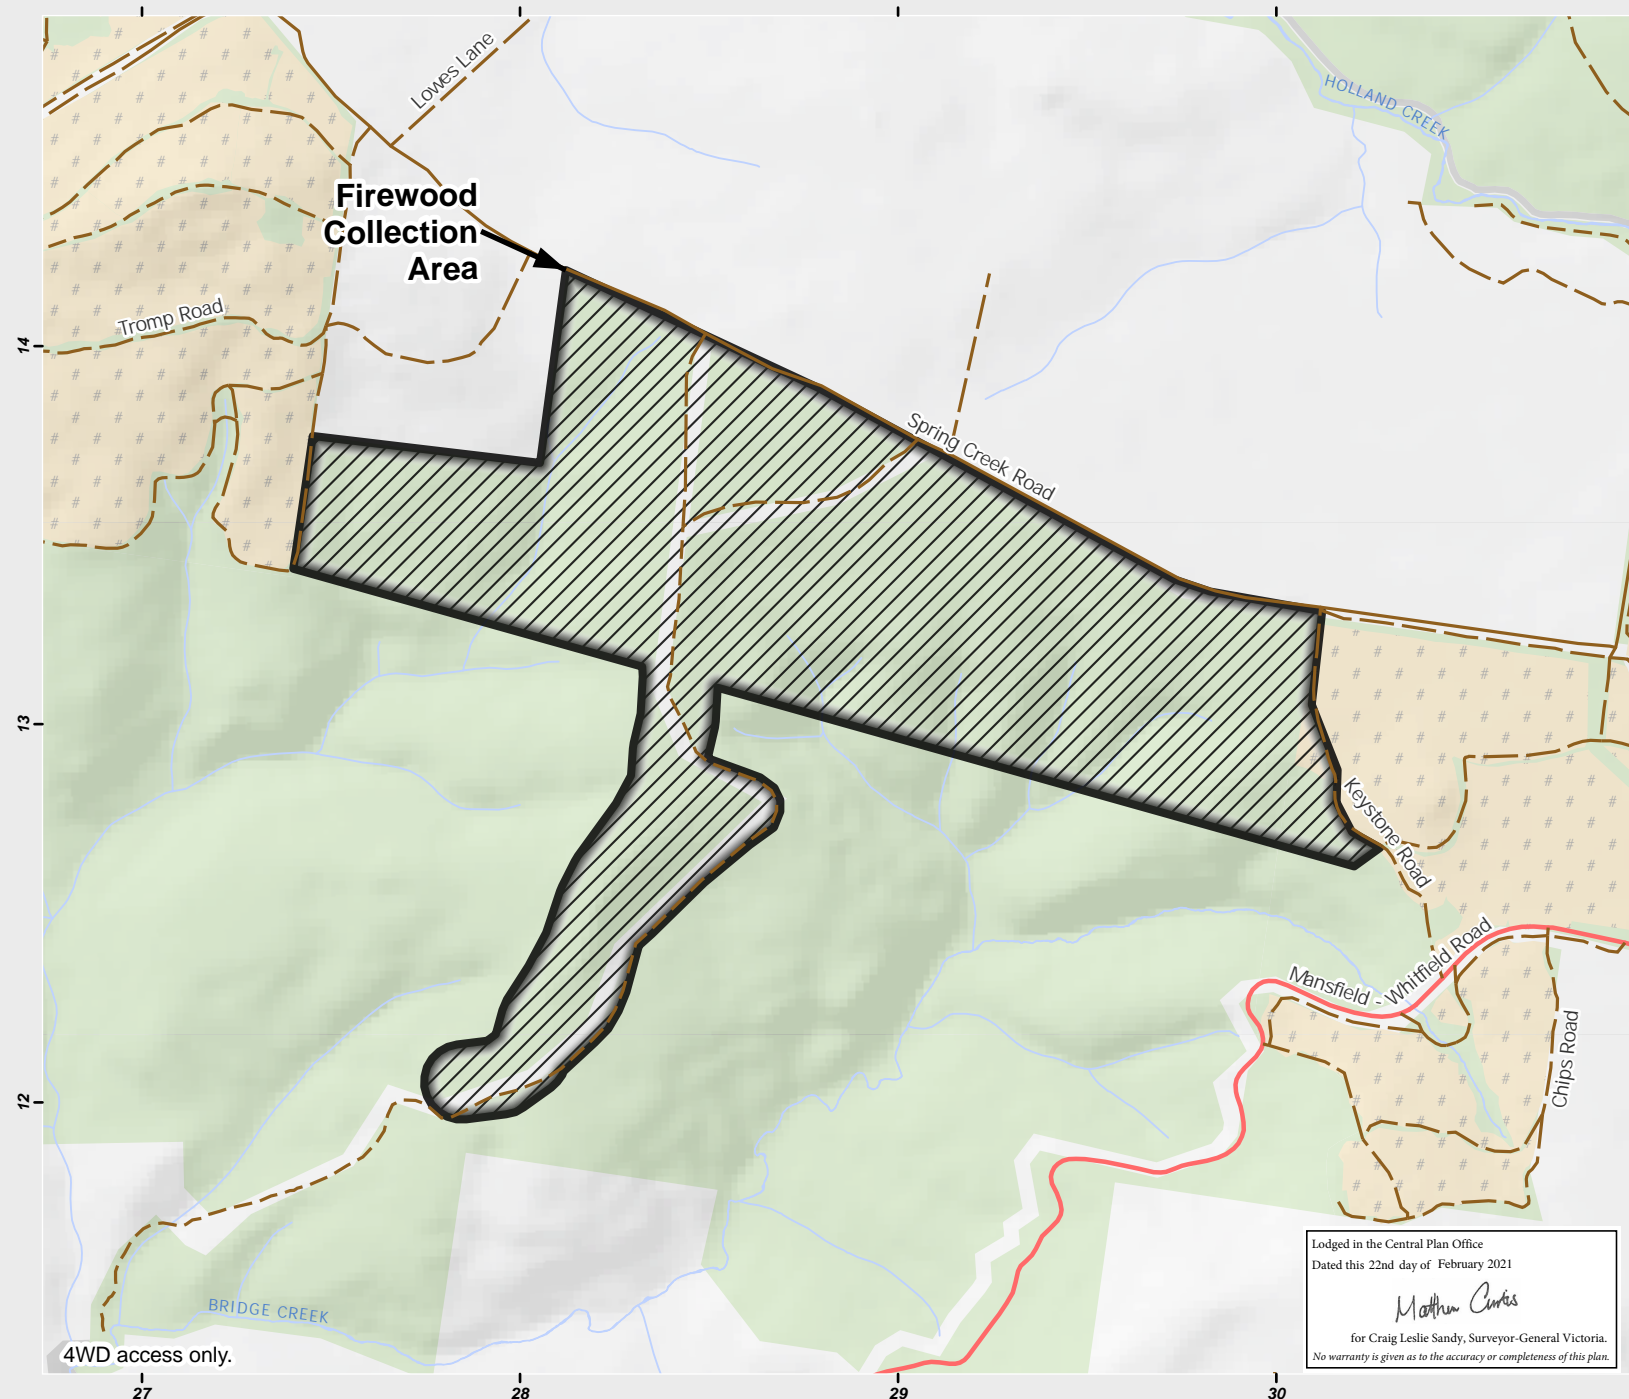 Lowes Lane
HOLLAND CREEK
Firewood
Collection
Area
Tromp Road
14
Spring Creek Road
13
Keystone Road
Mansfield - Whitfield Road
Chips Road
12
BRIDGE CREEK
4WD access only.
Lodged in the Central Plan Office
Dated this 22nd day of February 2021
Matthew Curtis
for Craig Leslie Sandy, Surveyor-General Victoria.
No warranty is given as to the accuracy or completeness of this plan.
27
28
29
30